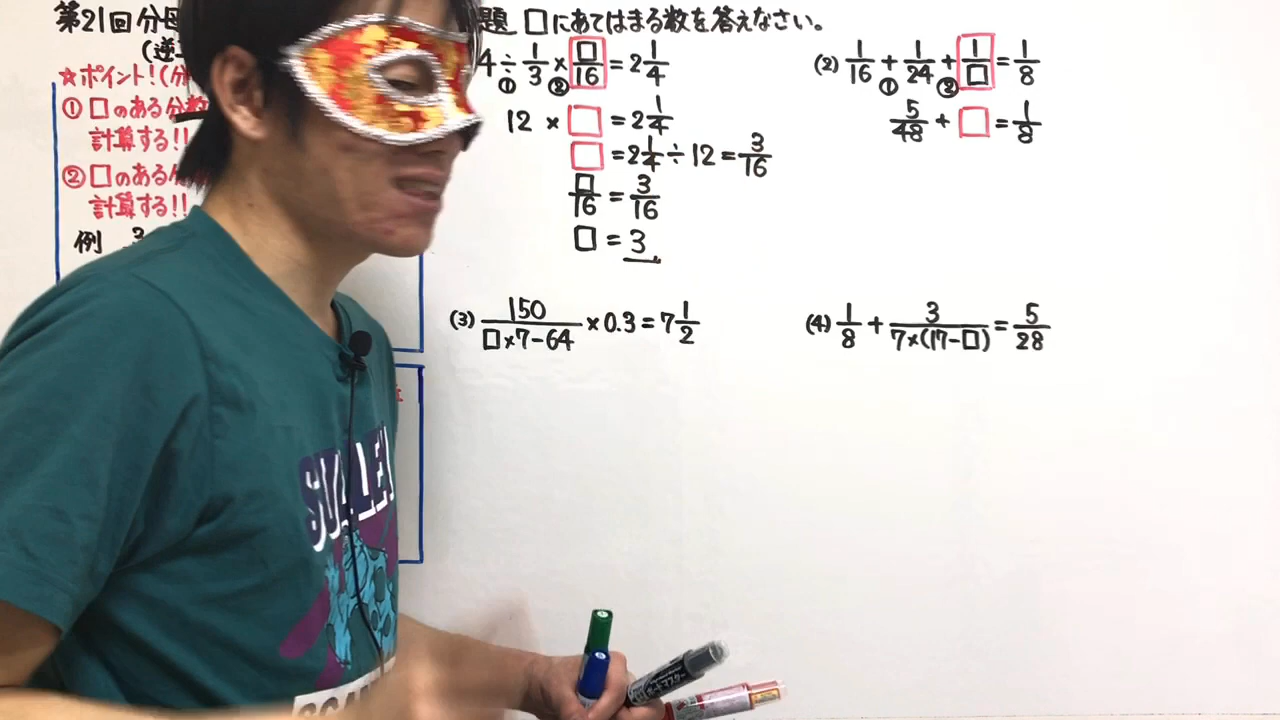 第21回分母
(逆
☆ポイント!(分
①□のある分数
計算する!!
②□のある分
計算する!!
例 3
題 □にあてはまる数を答えなさい。
4÷1/3×□/16=2 1/4
① ②
12 × □ = 2 1/4
□ = 2 1/4 ÷ 12 = 3/16
□/16 = 3/16
□ = 3
(2) 1/16 + 1/24 + 1/□ = 1/8
① ②
5/48 + □ = 1/8
(3) 150/(□×7-64) ×0.3=7 1/2
(4) 1/8 + 3/(7×(17-□)) = 5/28